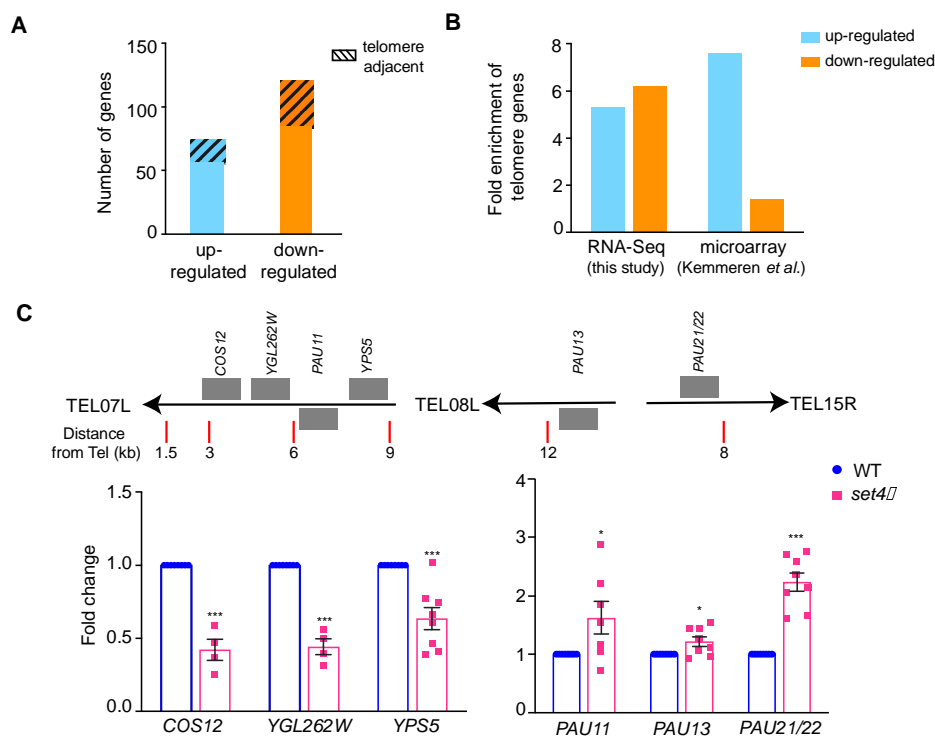 A
telomere
adjacent
Number of genes
150
100
50
0
up-
regulated
down-
regulated
B
up-regulated
down-regulated
Fold enrichment of
telomere genes
8
6
4
2
0
RNA-Seq
(this study)
microarray
(Kemmeren et al.)
C
COS12
YGL262W
PAU11
YPS5
PAU13
PAU21/22
TEL07L
TEL08L
TEL15R
Distance
from Tel (kb)
1.5
3
6
9
12
8
WT
set4▯
Fold change
1.0
0.5
0.0
***
***
***
COS12
YGL262W
YPS5
4
3
2
1
0
*
*
***
PAU11
PAU13
PAU21/22